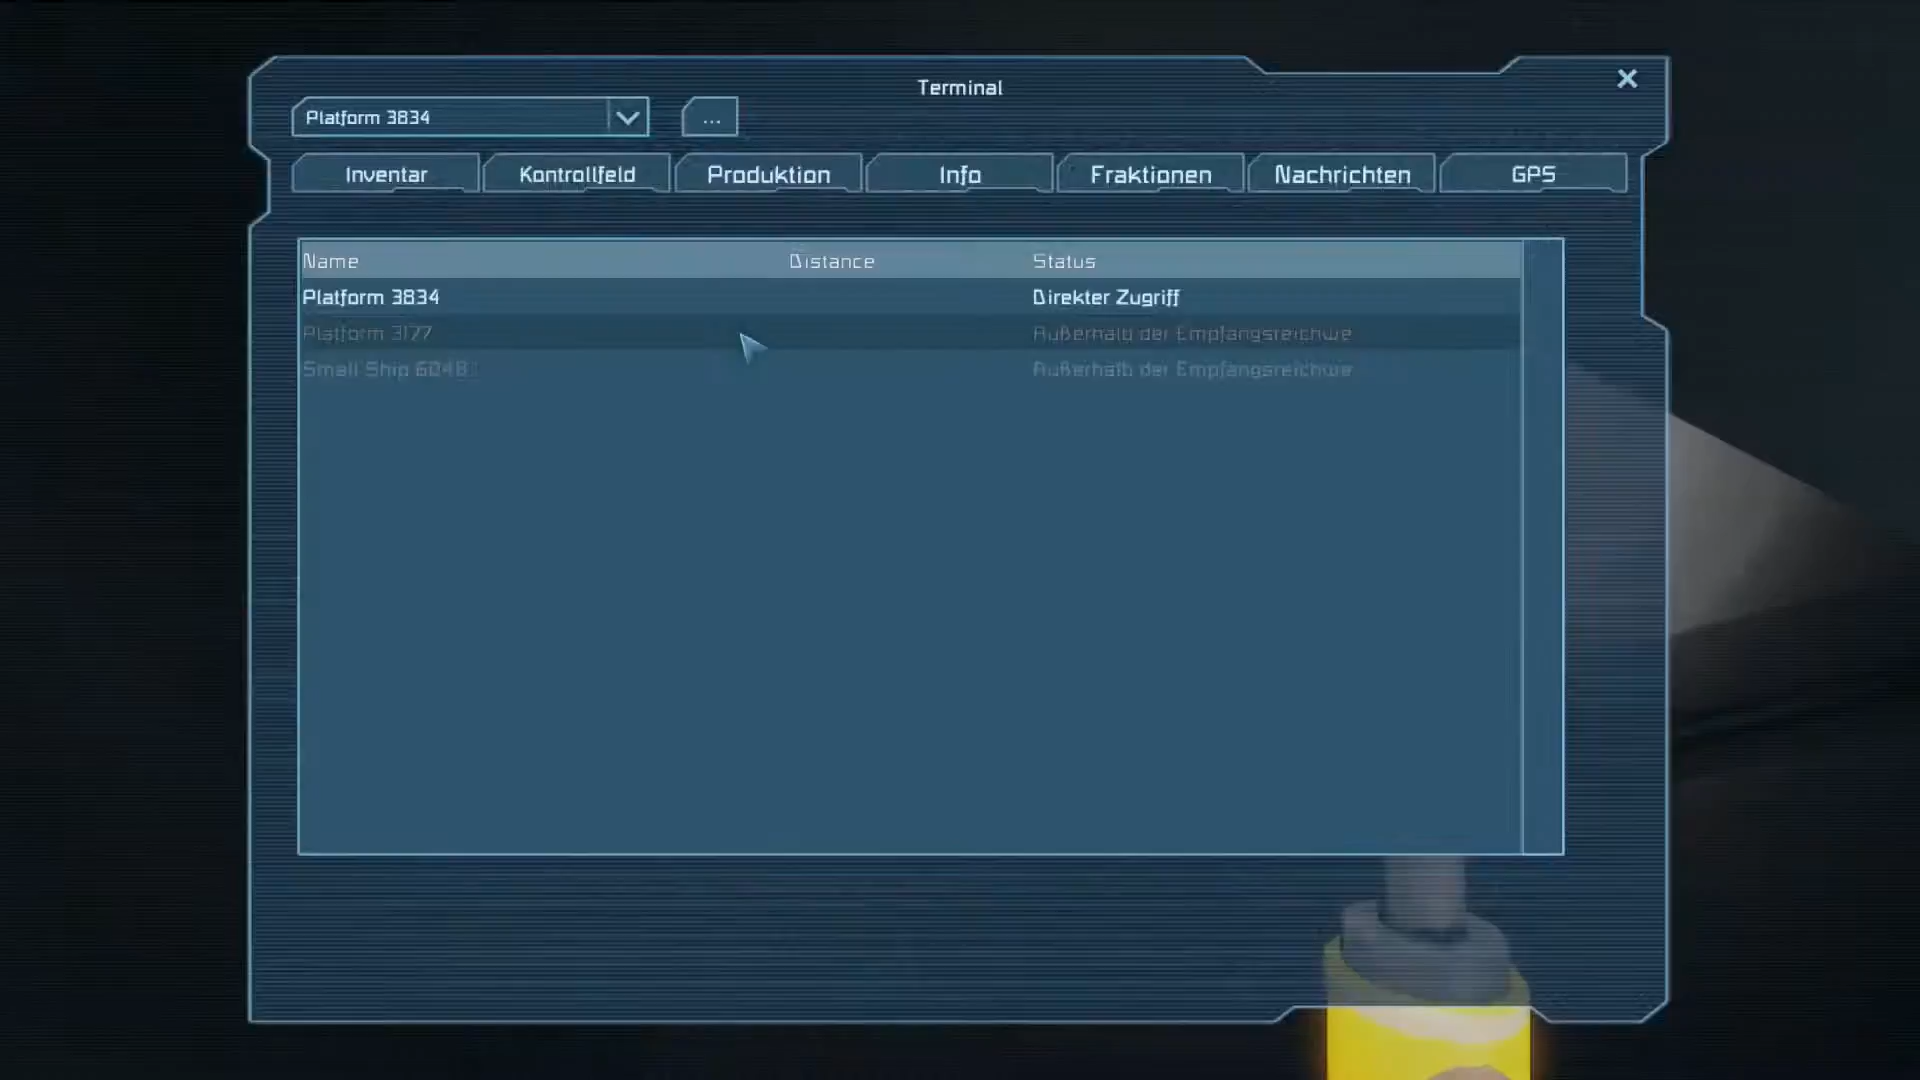 Terminal
Platform 3834
...
Inventar Kontrollfeld Produktion Info Fraktionen Nachrichten GPS
Name Distance Status
Platform 3834 Direkter Zugriff
Platform 3177 Außerhalb der Empfangsreichwe
Small Ship 6048 Außerhalb der Empfangsreichwe